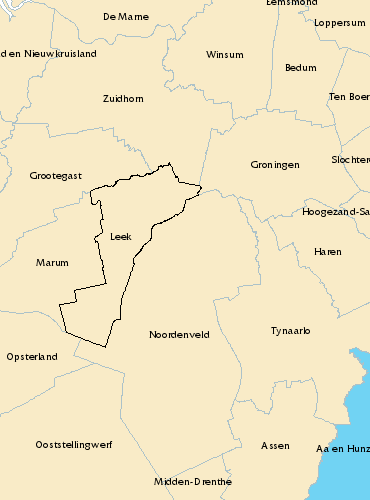 Eemsmond
De Marne
Loppersum
d en Nieuwkruisland
Winsum
Bedum
Zuidhorn
Ten Boer
Slochter
Groningen
Grootegast
Hoogezand-Sa
Leek
Haren
Marum
Noordenveld
Tynaarlo
Opsterland
Ooststellingwerf
Assen
Aa en Hunz
Midden-Drenthe